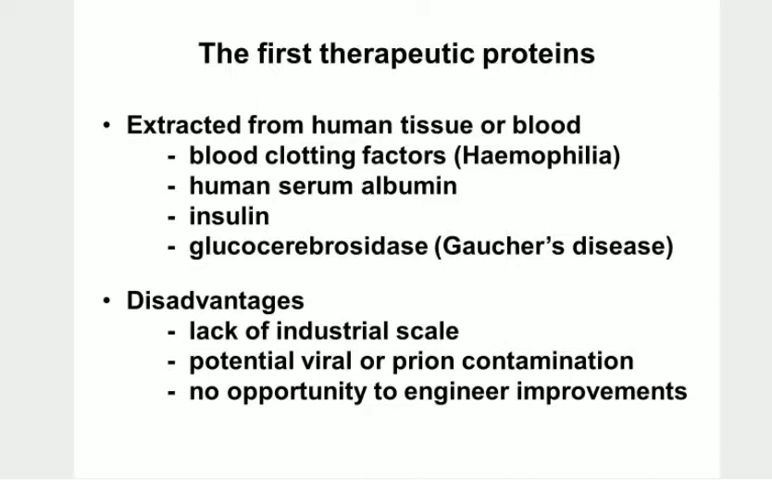 The first therapeutic proteins
• Extracted from human tissue or blood
- blood clotting factors (Haemophilia)
- human serum albumin
- insulin
- glucocerebrosidase (Gaucher’s disease)
• Disadvantages
- lack of industrial scale
- potential viral or prion contamination
- no opportunity to engineer improvements